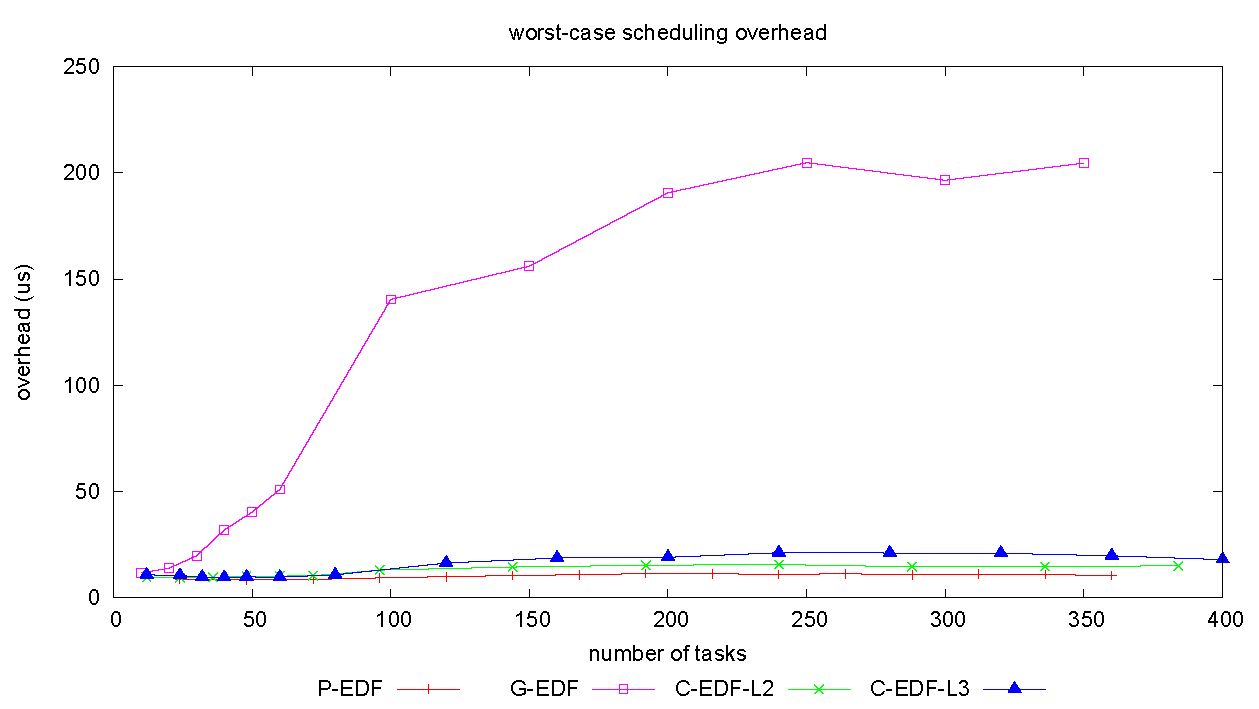 worst-case scheduling overhead
250
200
150
100
50
0
overhead (us)
0 50 100 150 200 250 300 350 400
number of tasks
P-EDF G-EDF C-EDF-L2 C-EDF-L3